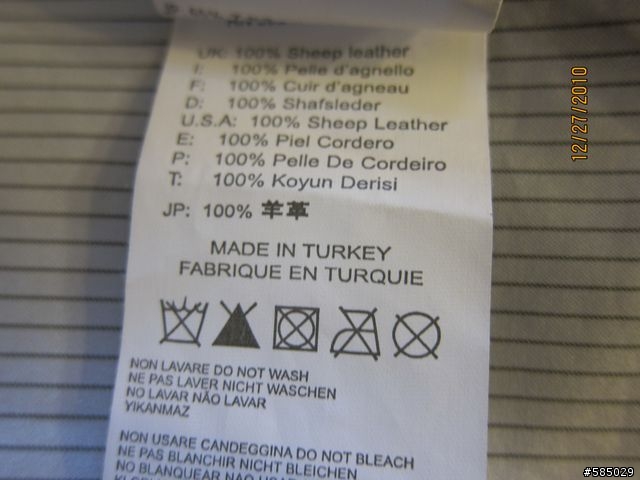 UK: 100% Sheep leather
I: 100% Pelle d'agnello
F: 100% Cuir d'agneau
D: 100% Shafsleder
U.S.A: 100% Sheep Leather
E: 100% Piel Cordero
P: 100% Pelle De Cordeiro
T: 100% Koyun Derisi
JP: 100% 羊革
MADE IN TURKEY
FABRIQUE EN TURQUIE
NON LAVARE DO NOT WASH
NE PAS LAVER NICHT WASCHEN
NO LAVAR NÃO LAVAR
YIKANMAZ
NON USARE CANDEGGINA DO NOT BLEACH
NE PAS BLANCHIR NICHT BLEICHEN
NO BLANQUEAR NÃO
12/27/2010
#585029